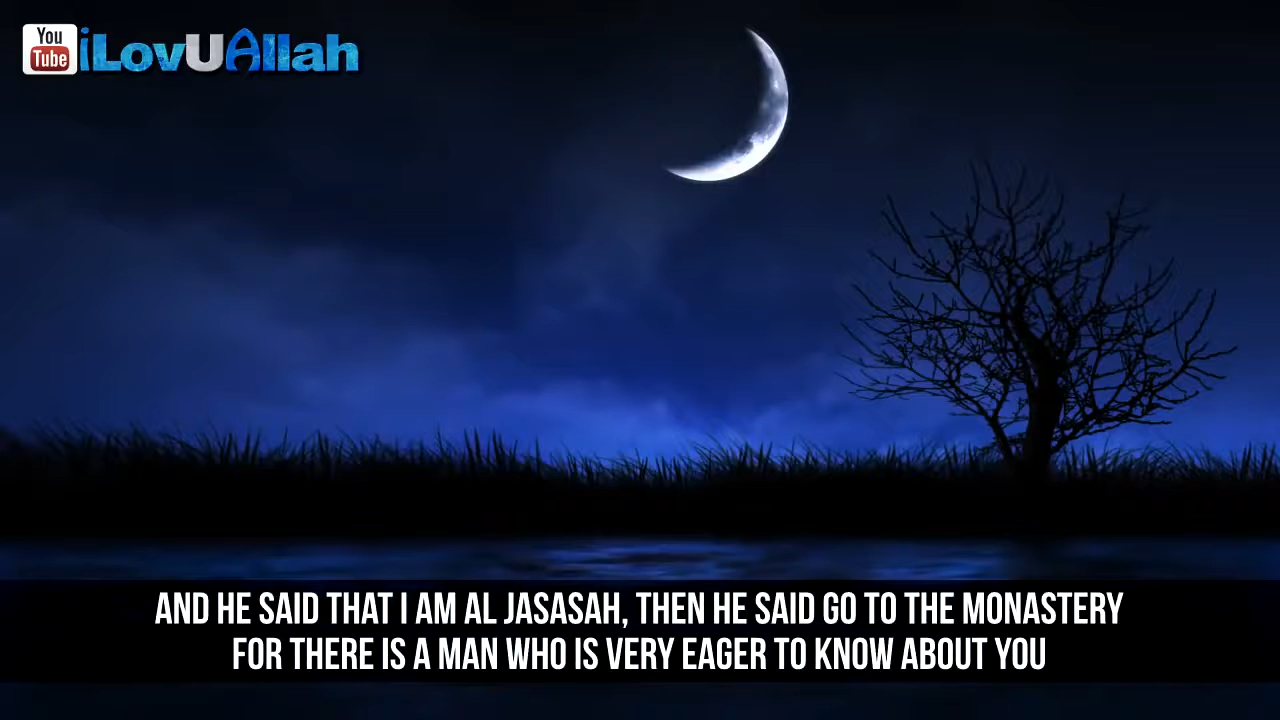 You
Tube
iLovUAllah
AND HE SAID THAT I AM AL JASASAH, THEN HE SAID GO TO THE MONASTERY
FOR THERE IS A MAN WHO IS VERY EAGER TO KNOW ABOUT YOU